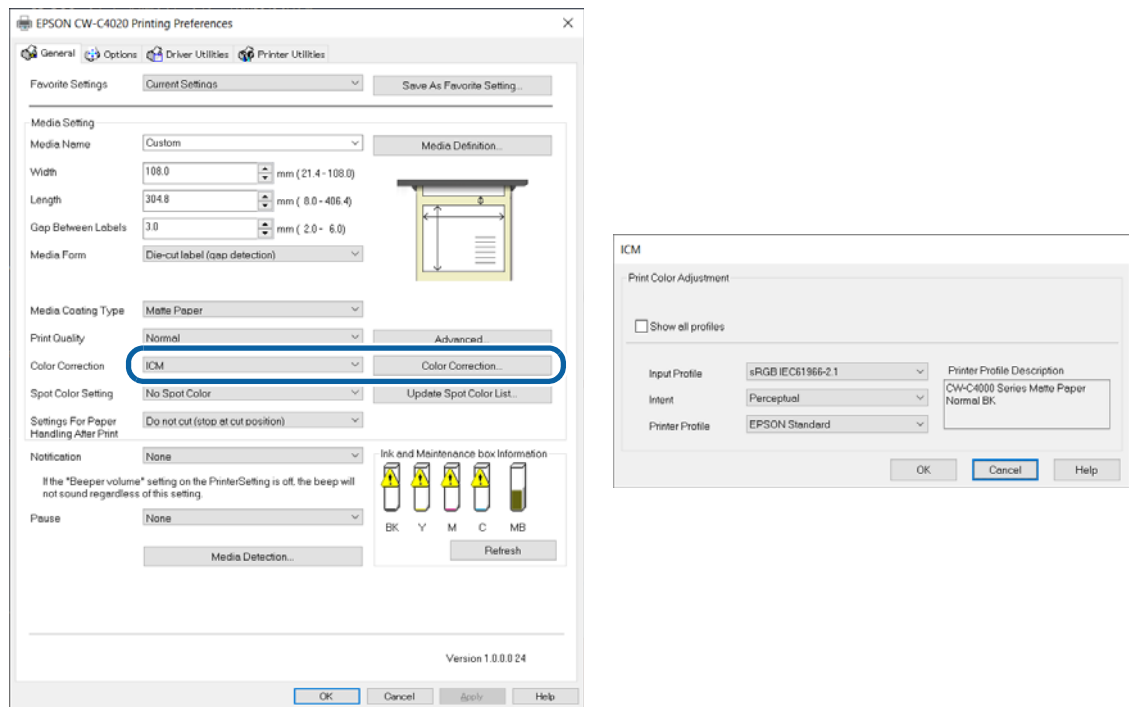 EPSON CW-C4020 Printing Preferences
General Options Driver Utilities Printer Utilities
Favorite Settings Current Settings Save As Favorite Setting...
Media Setting
Media Name Custom Media Definition...
Width 108.0 mm ( 21.4 - 108.0)
Length 304.8 mm ( 8.0 - 406.4)
Gap Between Labels 3.0 mm ( 2.0 - 6.0)
Media Form Die-cut label (gap detection)
Media Coating Type Matte Paper
Print Quality Normal Advanced...
Color Correction ICM Color Correction...
Spot Color Setting No Spot Color Update Spot Color List...
Settings For Paper
Handling After Print
Do not cut (stop at cut position)
Notification None
If the "Beeper volume" setting on the PrinterSetting is off, the beep will
not sound regardless of this setting.
Pause None
Media Detection...
Ink and Maintenance box Information
BK Y M C MB
Refresh
Version 1.0.0.0 24
OK Cancel Apply Help
ICM
Print Color Adjustment
Show all profiles
Input Profile sRGB IEC61966-2.1
Intent Perceptual
Printer Profile EPSON Standard
Printer Profile Description
CW-C4000 Series Matte Paper
Normal BK
OK Cancel Help